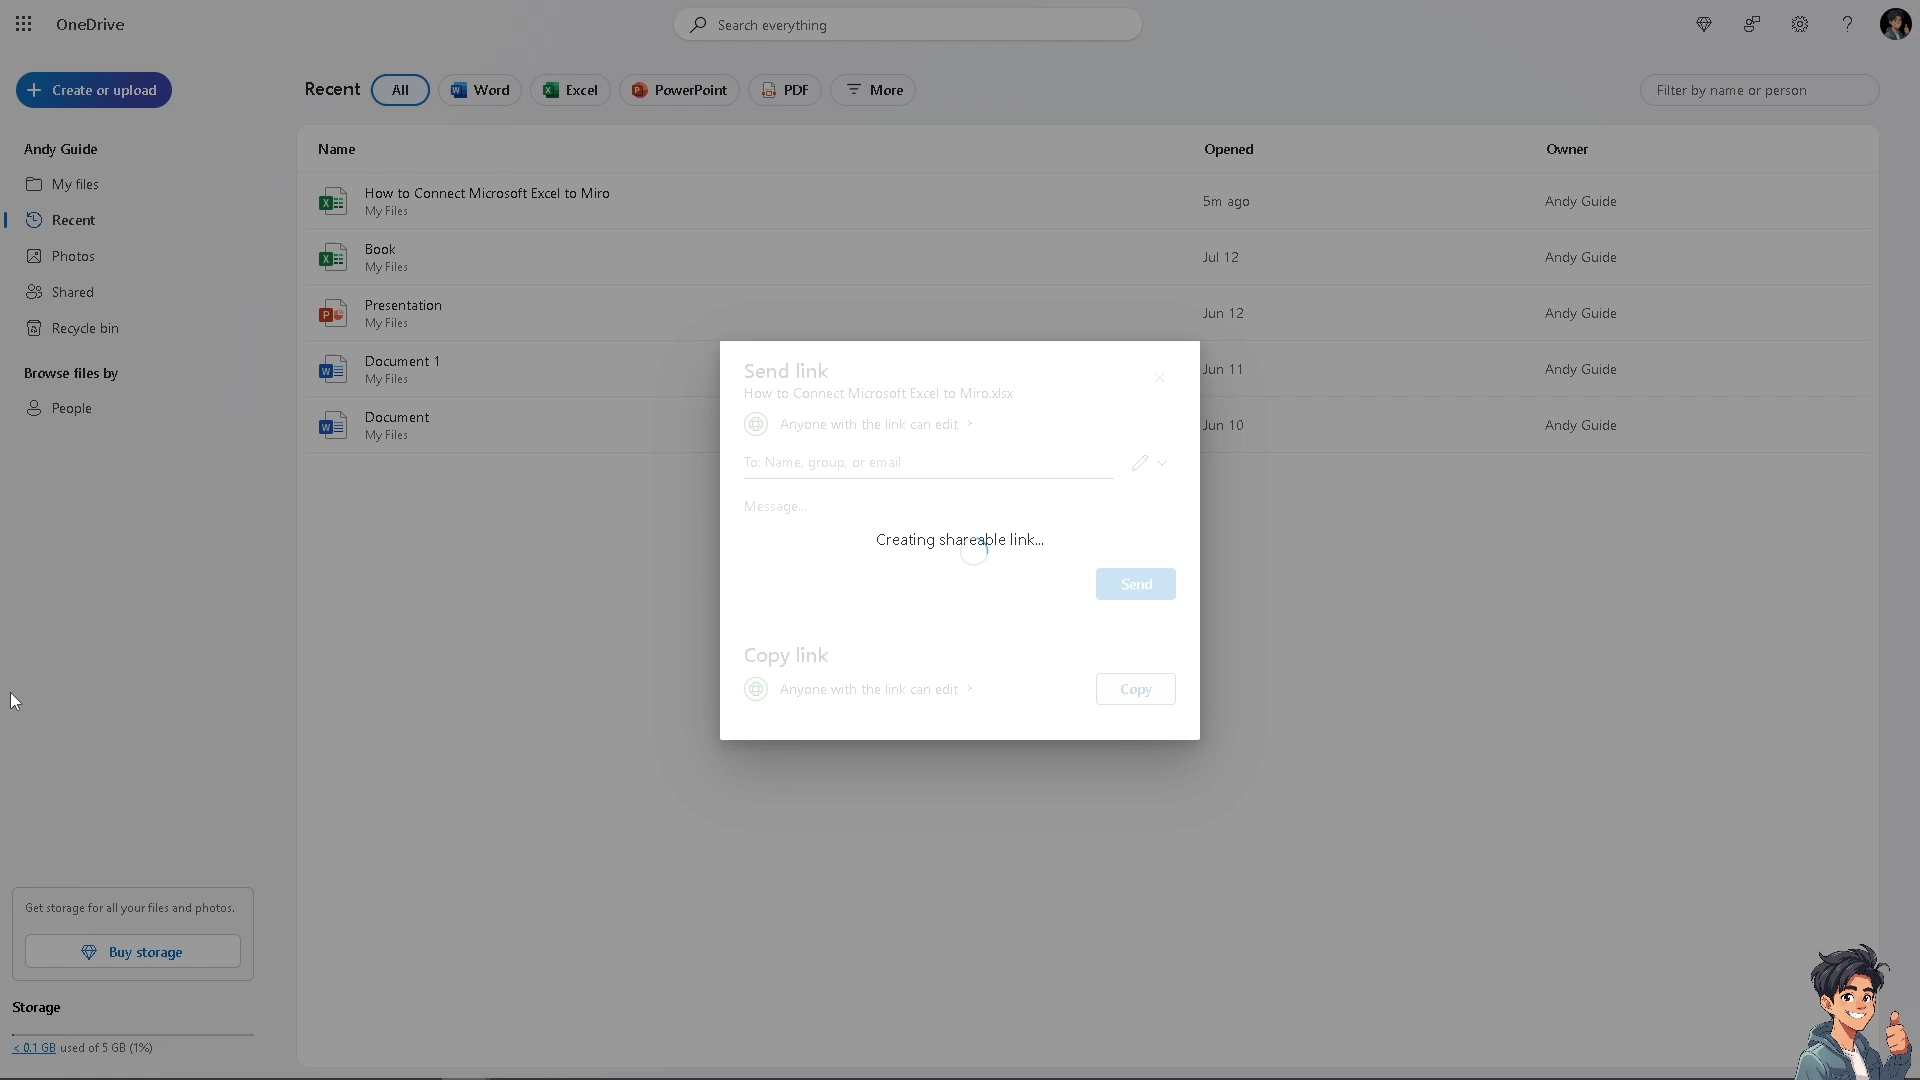 OneDrive
Search everything
Create or upload
Recent
All
Word
Excel
PowerPoint
PDF
More
Filter by name or person
Andy Guide
My files
Recent
Photos
Shared
Recycle bin
Browse files by
People
Name Opened Owner
How to Connect Microsoft Excel to Miro 5m ago Andy Guide
My Files
Book Jul 12 Andy Guide
My Files
Presentation Jun 12 Andy Guide
My Files
Document 1 Jun 11 Andy Guide
My Files
Document Jun 10 Andy Guide
My Files
Send link
How to Connect Microsoft Excel to Miro.xlsx
Anyone with the link can edit
To: Name, group, or email
Message...
Creating shareable link...
Send
Copy link
Anyone with the link can edit
Copy
Get storage for all your files and photos.
Buy storage
Storage
< 0.1 GB used of 5 GB (1%)